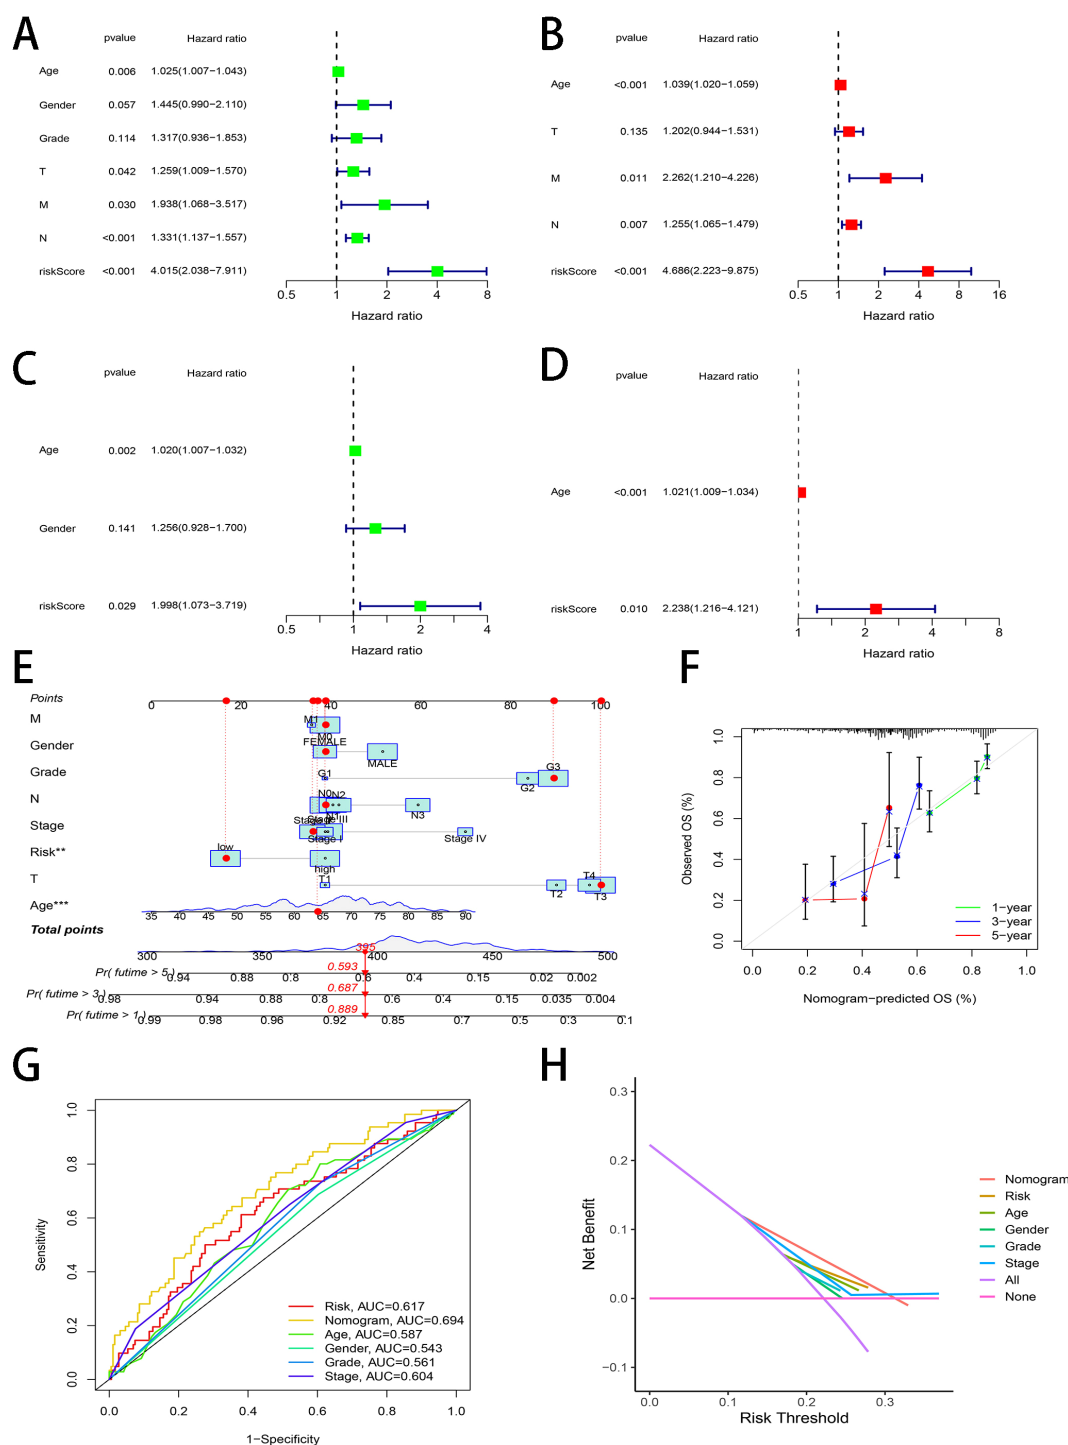 A
pvalue Hazard ratio
Age 0.006 1.025(1.007−1.043)
Gender 0.057 1.445(0.990−2.110)
Grade 0.114 1.317(0.936−1.853)
T 0.042 1.259(1.009−1.570)
M 0.030 1.938(1.068−3.517)
N <0.001 1.331(1.137−1.557)
riskScore <0.001 4.015(2.038−7.911)
0.5 1 2 4 8
Hazard ratio
B
pvalue Hazard ratio
Age <0.001 1.039(1.020−1.059)
T 0.135 1.202(0.944−1.531)
M 0.011 2.262(1.210−4.226)
N 0.007 1.255(1.065−1.479)
riskScore <0.001 4.686(2.223−9.875)
0.5 1 2 4 8 16
Hazard ratio
C
pvalue Hazard ratio
Age 0.002 1.020(1.007−1.032)
Gender 0.141 1.256(0.928−1.700)
riskScore 0.029 1.998(1.073−3.719)
0.5 1 2 4
Hazard ratio
D
pvalue Hazard ratio
Age <0.001 1.021(1.009−1.034)
riskScore 0.010 2.238(1.216−4.121)
1 2 4 8
Hazard ratio
E
Points
0 20 40 60 80 100
M
M1
M0
Gender
FEMALE
MALE
Grade
G1
G2
G3
N
N0
N2
N1
N3
Stage
Stage III
Stage I
Stage IV
Risk**
low
high
T
T1
T2
T4
T3
Age***
35 45 55 65 75 85 90
Total points
300 350 400 450 500
395
0.593
Pr( futime > 5 )
0.94 0.88 0.8 0.6 0.4 0.15 0.02 0.002
0.687
Pr( futime > 3 )
0.98 0.94 0.88 0.8 0.6 0.4 0.15 0.035 0.004
0.889
Pr( futime > 1 )
0.99 0.98 0.96 0.92 0.85 0.7 0.5 0.3 0.1
F
Observed OS (%)
0.0 0.2 0.4 0.6 0.8 1.0
1−year
3−year
5−year
0.0 0.2 0.4 0.6 0.8 1.0
Nomogram−predicted OS (%)
G
Sensitivity
0.0 0.2 0.4 0.6 0.8 1.0
Risk, AUC=0.617
Nomogram, AUC=0.694
Age, AUC=0.587
Gender, AUC=0.543
Grade, AUC=0.561
Stage, AUC=0.604
0.0 0.2 0.4 0.6 0.8 1.0
1−Specificity
H
Net Benefit
0.3
0.2
0.1
0.0
−0.1
Nomogram
Risk
Age
Gender
Grade
Stage
All
None
0.0 0.1 0.2 0.3
Risk Threshold